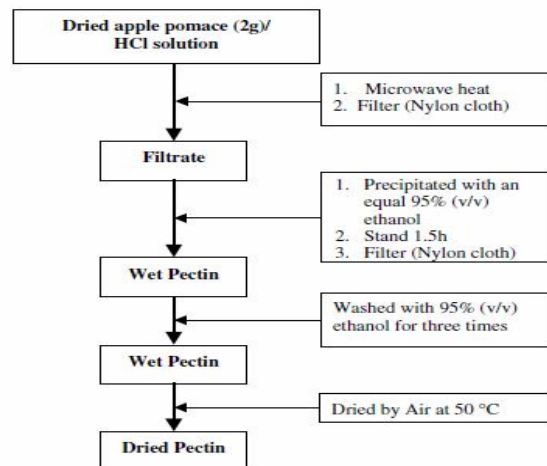 Dried apple pomace (2g)/
HCl solution
1. Microwave heat
2. Filter (Nylon cloth)
Filtrate
1. Precipitated with an
equal 95% (v/v)
ethanol
2. Stand 1.5h
3. Filter (Nylon cloth)
Wet Pectin
Washed with 95% (v/v)
ethanol for three times
Wet Pectin
Dried by Air at 50 °C
Dried Pectin